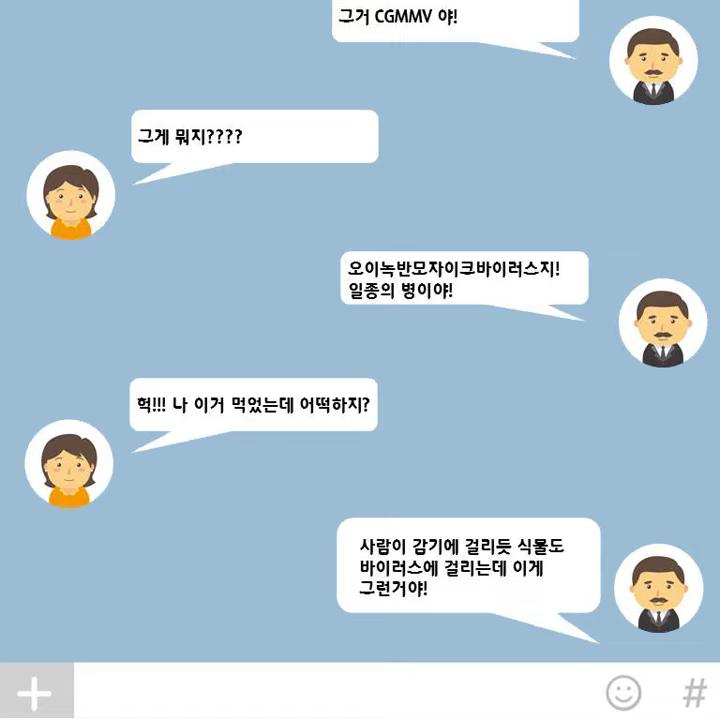 그거 CGMMV 야!
그게 뭐지????
오이녹반모자이크바이러스지!
일종의 병이야!
헉!!! 나 이거 먹었는데 어떡하지?
사람이 감기에 걸리듯 식물도
바이러스에 걸리는데 이게
그런거야!
#